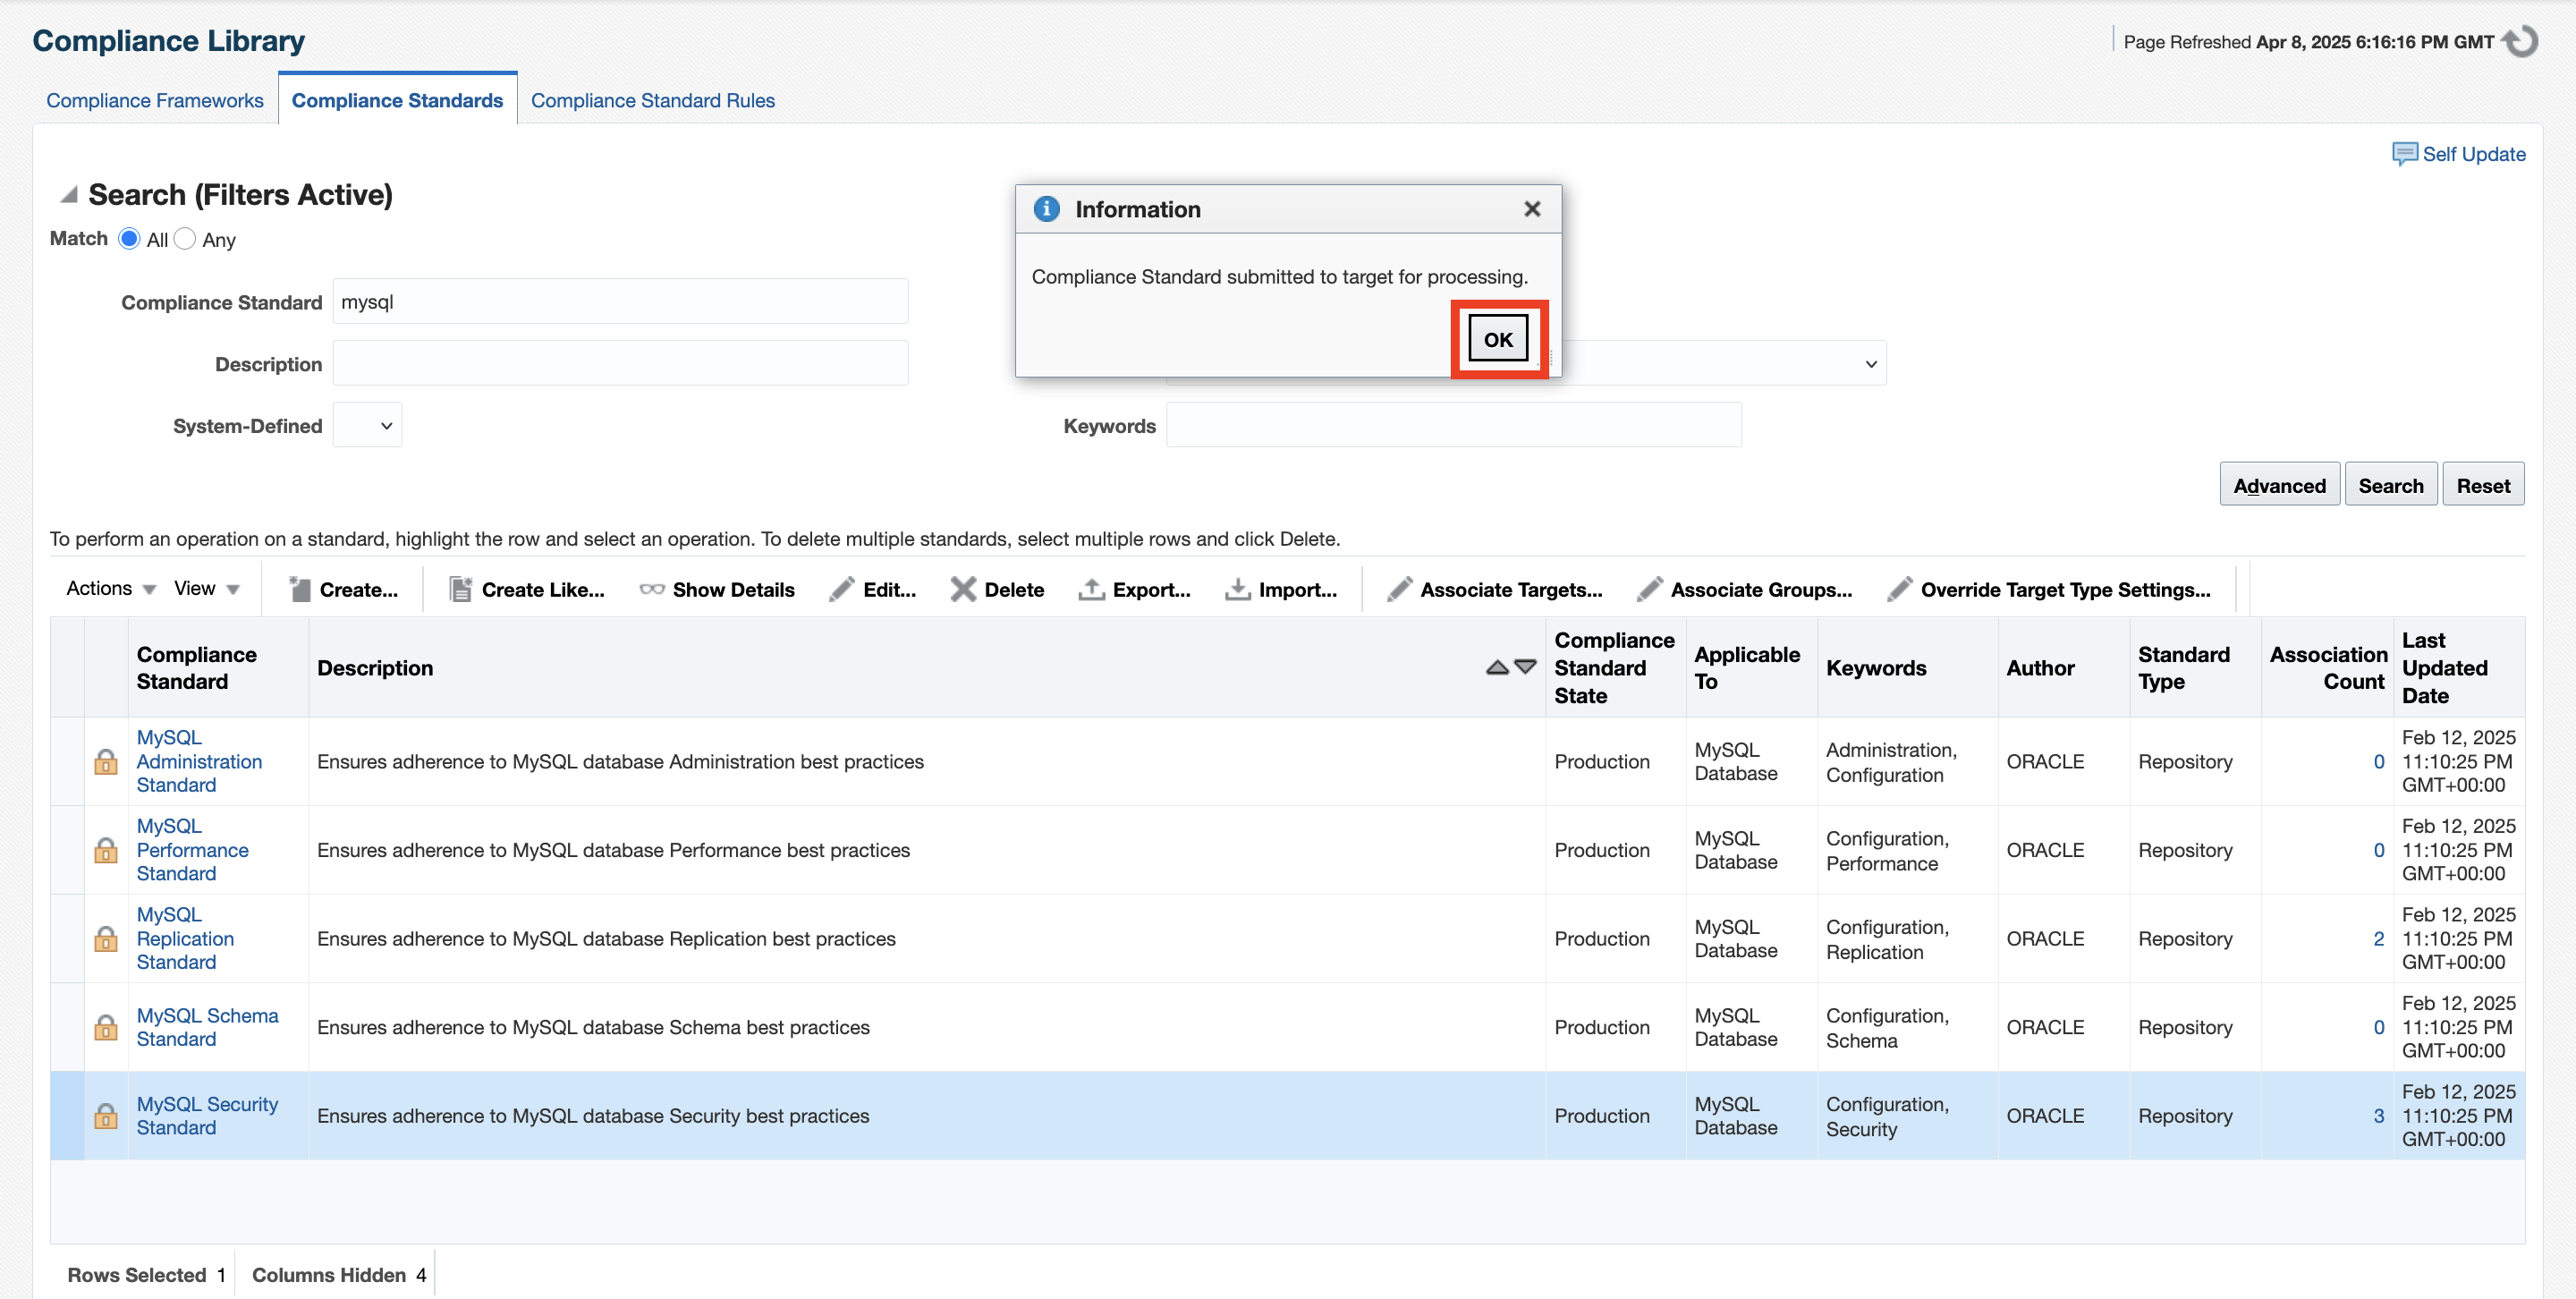 Compliance Library
Page Refreshed Apr 8, 2025 6:16:16 PM GMT
Compliance Frameworks
Compliance Standards
Compliance Standard Rules
Self Update
Search (Filters Active)
Match All Any
Information
Compliance Standard submitted to target for processing.
OK
Compliance Standard mysql
Description
System-Defined
Keywords
Advanced
Search
Reset
To perform an operation on a standard, highlight the row and select an operation. To delete multiple standards, select multiple rows and click Delete.
Actions View Create... Create Like... Show Details Edit... Delete Export... Import... Associate Targets... Associate Groups... Override Target Type Settings...
Compliance
Standard
Description
Compliance
Standard
State
Applicable
To
Keywords
Author
Standard
Type
Association
Count
Last
Updated
Date
MySQL
Administration
Standard
Ensures adherence to MySQL database Administration best practices
Production
MySQL
Database
Administration,
Configuration
ORACLE
Repository
0
Feb 12, 2025
11:10:25 PM
GMT+00:00
MySQL
Performance
Standard
Ensures adherence to MySQL database Performance best practices
Production
MySQL
Database
Configuration,
Performance
ORACLE
Repository
0
Feb 12, 2025
11:10:25 PM
GMT+00:00
MySQL
Replication
Standard
Ensures adherence to MySQL database Replication best practices
Production
MySQL
Database
Configuration,
Replication
ORACLE
Repository
2
Feb 12, 2025
11:10:25 PM
GMT+00:00
MySQL Schema
Standard
Ensures adherence to MySQL database Schema best practices
Production
MySQL
Database
Configuration,
Schema
ORACLE
Repository
0
Feb 12, 2025
11:10:25 PM
GMT+00:00
MySQL Security
Standard
Ensures adherence to MySQL database Security best practices
Production
MySQL
Database
Configuration,
Security
ORACLE
Repository
3
Feb 12, 2025
11:10:25 PM
GMT+00:00
Rows Selected 1
Columns Hidden 4